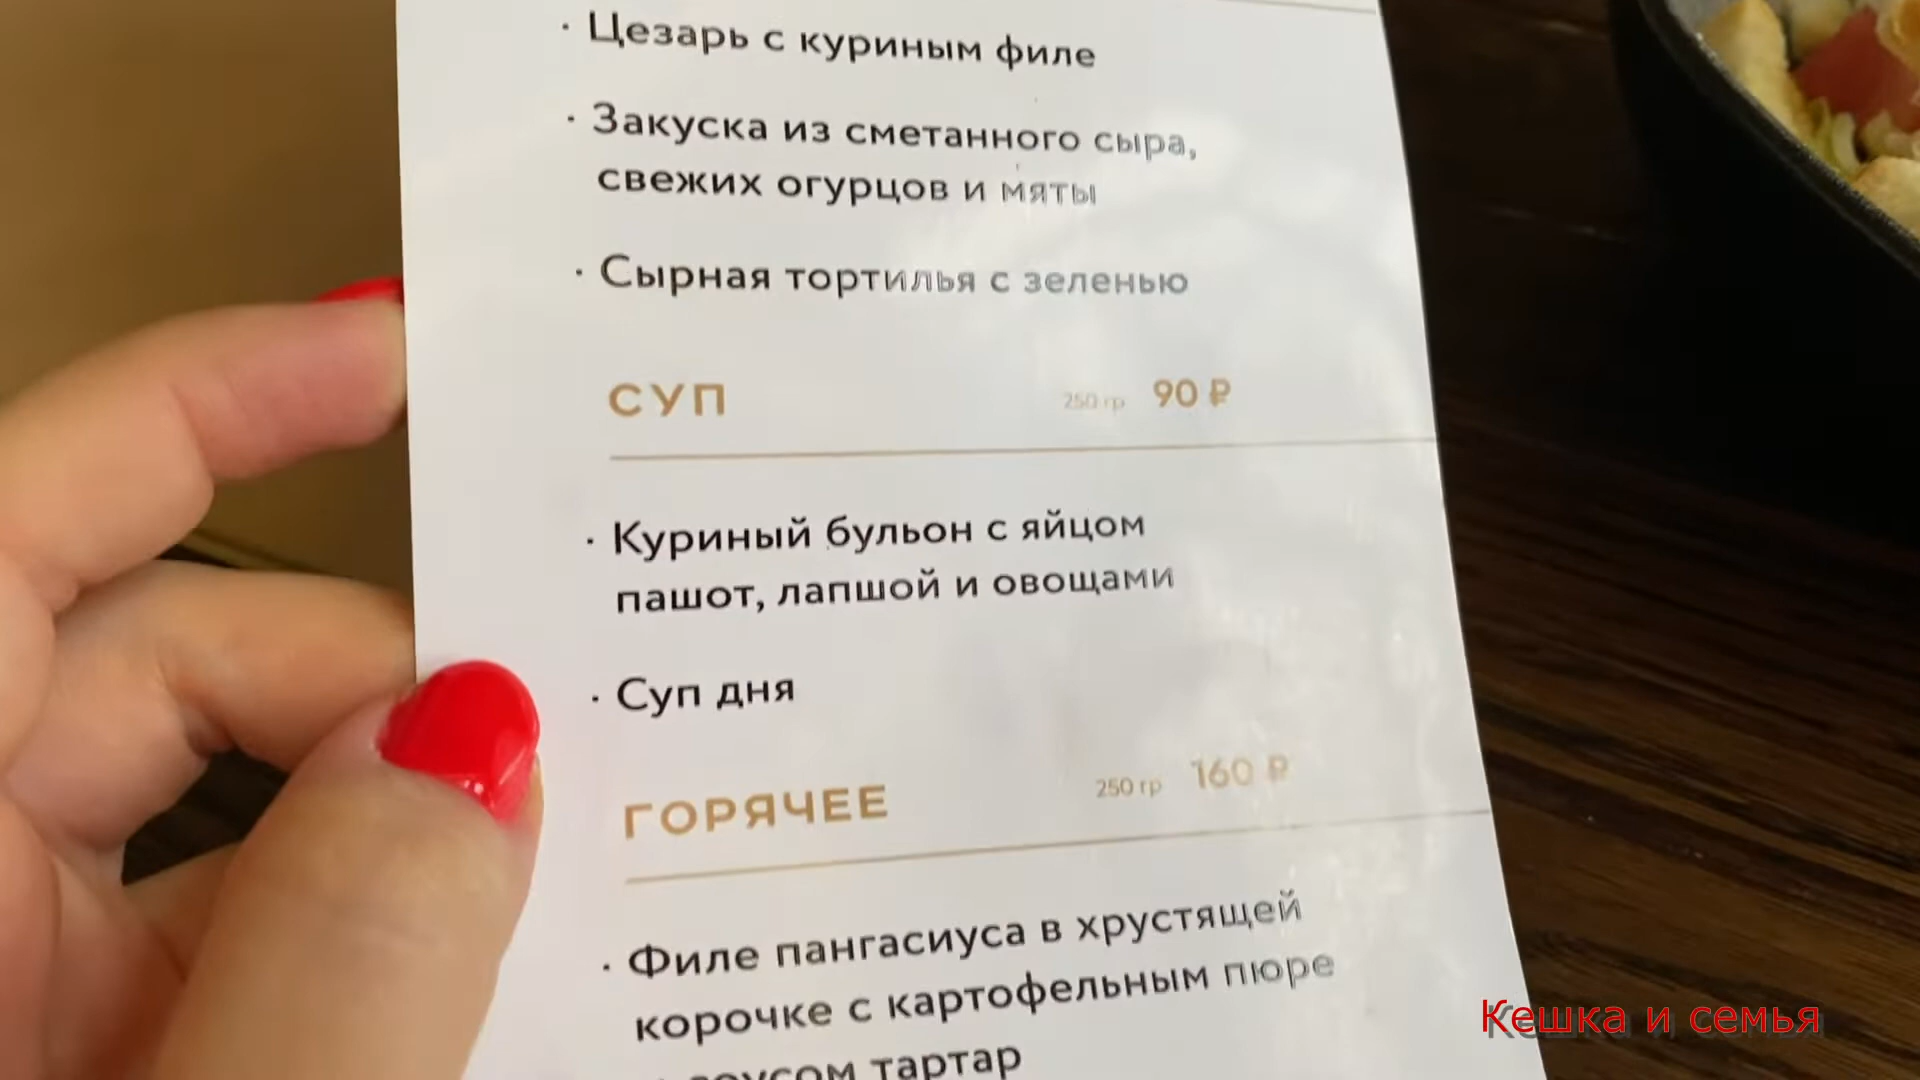 · Цезарь с куриным филе
· Закуска из сметанного сыра,
свежих огурцов и мяты
· Сырная тортилья с зеленью
СУП 250 гр 90 ₽
· Куриный бульон с яйцом
пашот, лапшой и овощами
· Суп дня
ГОРЯЧЕЕ 250 гр 160 ₽
· Филе пангасиуса в хрустящей
корочке с картофельным пюре
соусом тартар
Кешка и семья